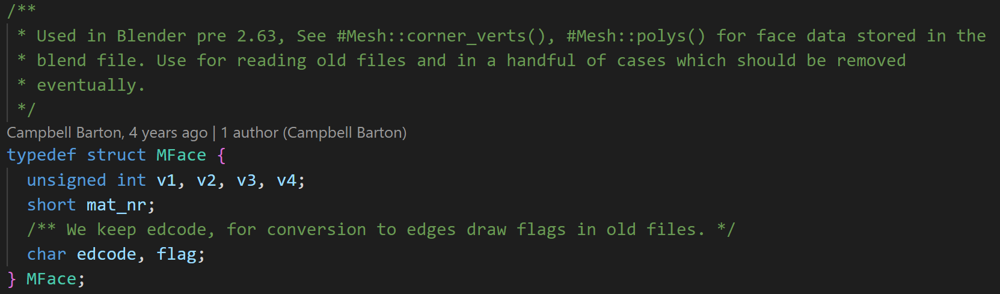 /**
 * Used in Blender pre 2.63, See #Mesh::corner_verts(), #Mesh::polys() for face data stored in the
 * blend file. Use for reading old files and in a handful of cases which should be removed
 * eventually.
 */
Campbell Barton, 4 years ago | 1 author (Campbell Barton)
typedef struct MFace {
  unsigned int v1, v2, v3, v4;
  short mat_nr;
  /** We keep edcode, for conversion to edges draw flags in old files. */
  char edcode, flag;
} MFace;